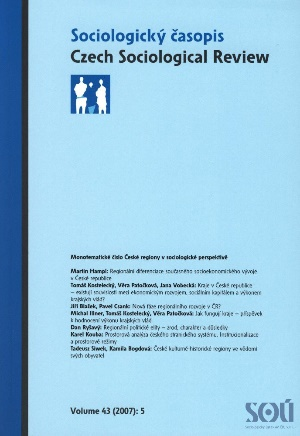 Sociologický časopis
Czech Sociological Review
Monotematické číslo České regiony v sociologické perspektivě
Martin Hampl: Regionální diferenciace současného socioekonomického vývoje
v České republice
Tomáš Kostelecký, Věra Patočková, Jana Vobecká: Kraje v České republice
– existují souvislosti mezi ekonomickým rozvojem, sociálním kapitálem a výkonem
krajských vlád?
Jiří Blažek, Pavel Csank: Nová fáze regionálního rozvoje v ČR?
Michal Illner, Tomáš Kostelecký, Věra Patočková: Jak fungují kraje – příspěvek
k hodnocení výkonu krajských vlád
Dan Ryšavý: Regionální politické elity – zrod, charakter a důsledky
Karel Kouba: Prostorová analýza českého stranického systému. Institucionalizace
a prostorové režimy
Tadeusz Siwek, Kamila Bogdová: České kulturně historické regiony ve vědomí
svých obyvatel
Volume 43 (2007): 5
SOÚ